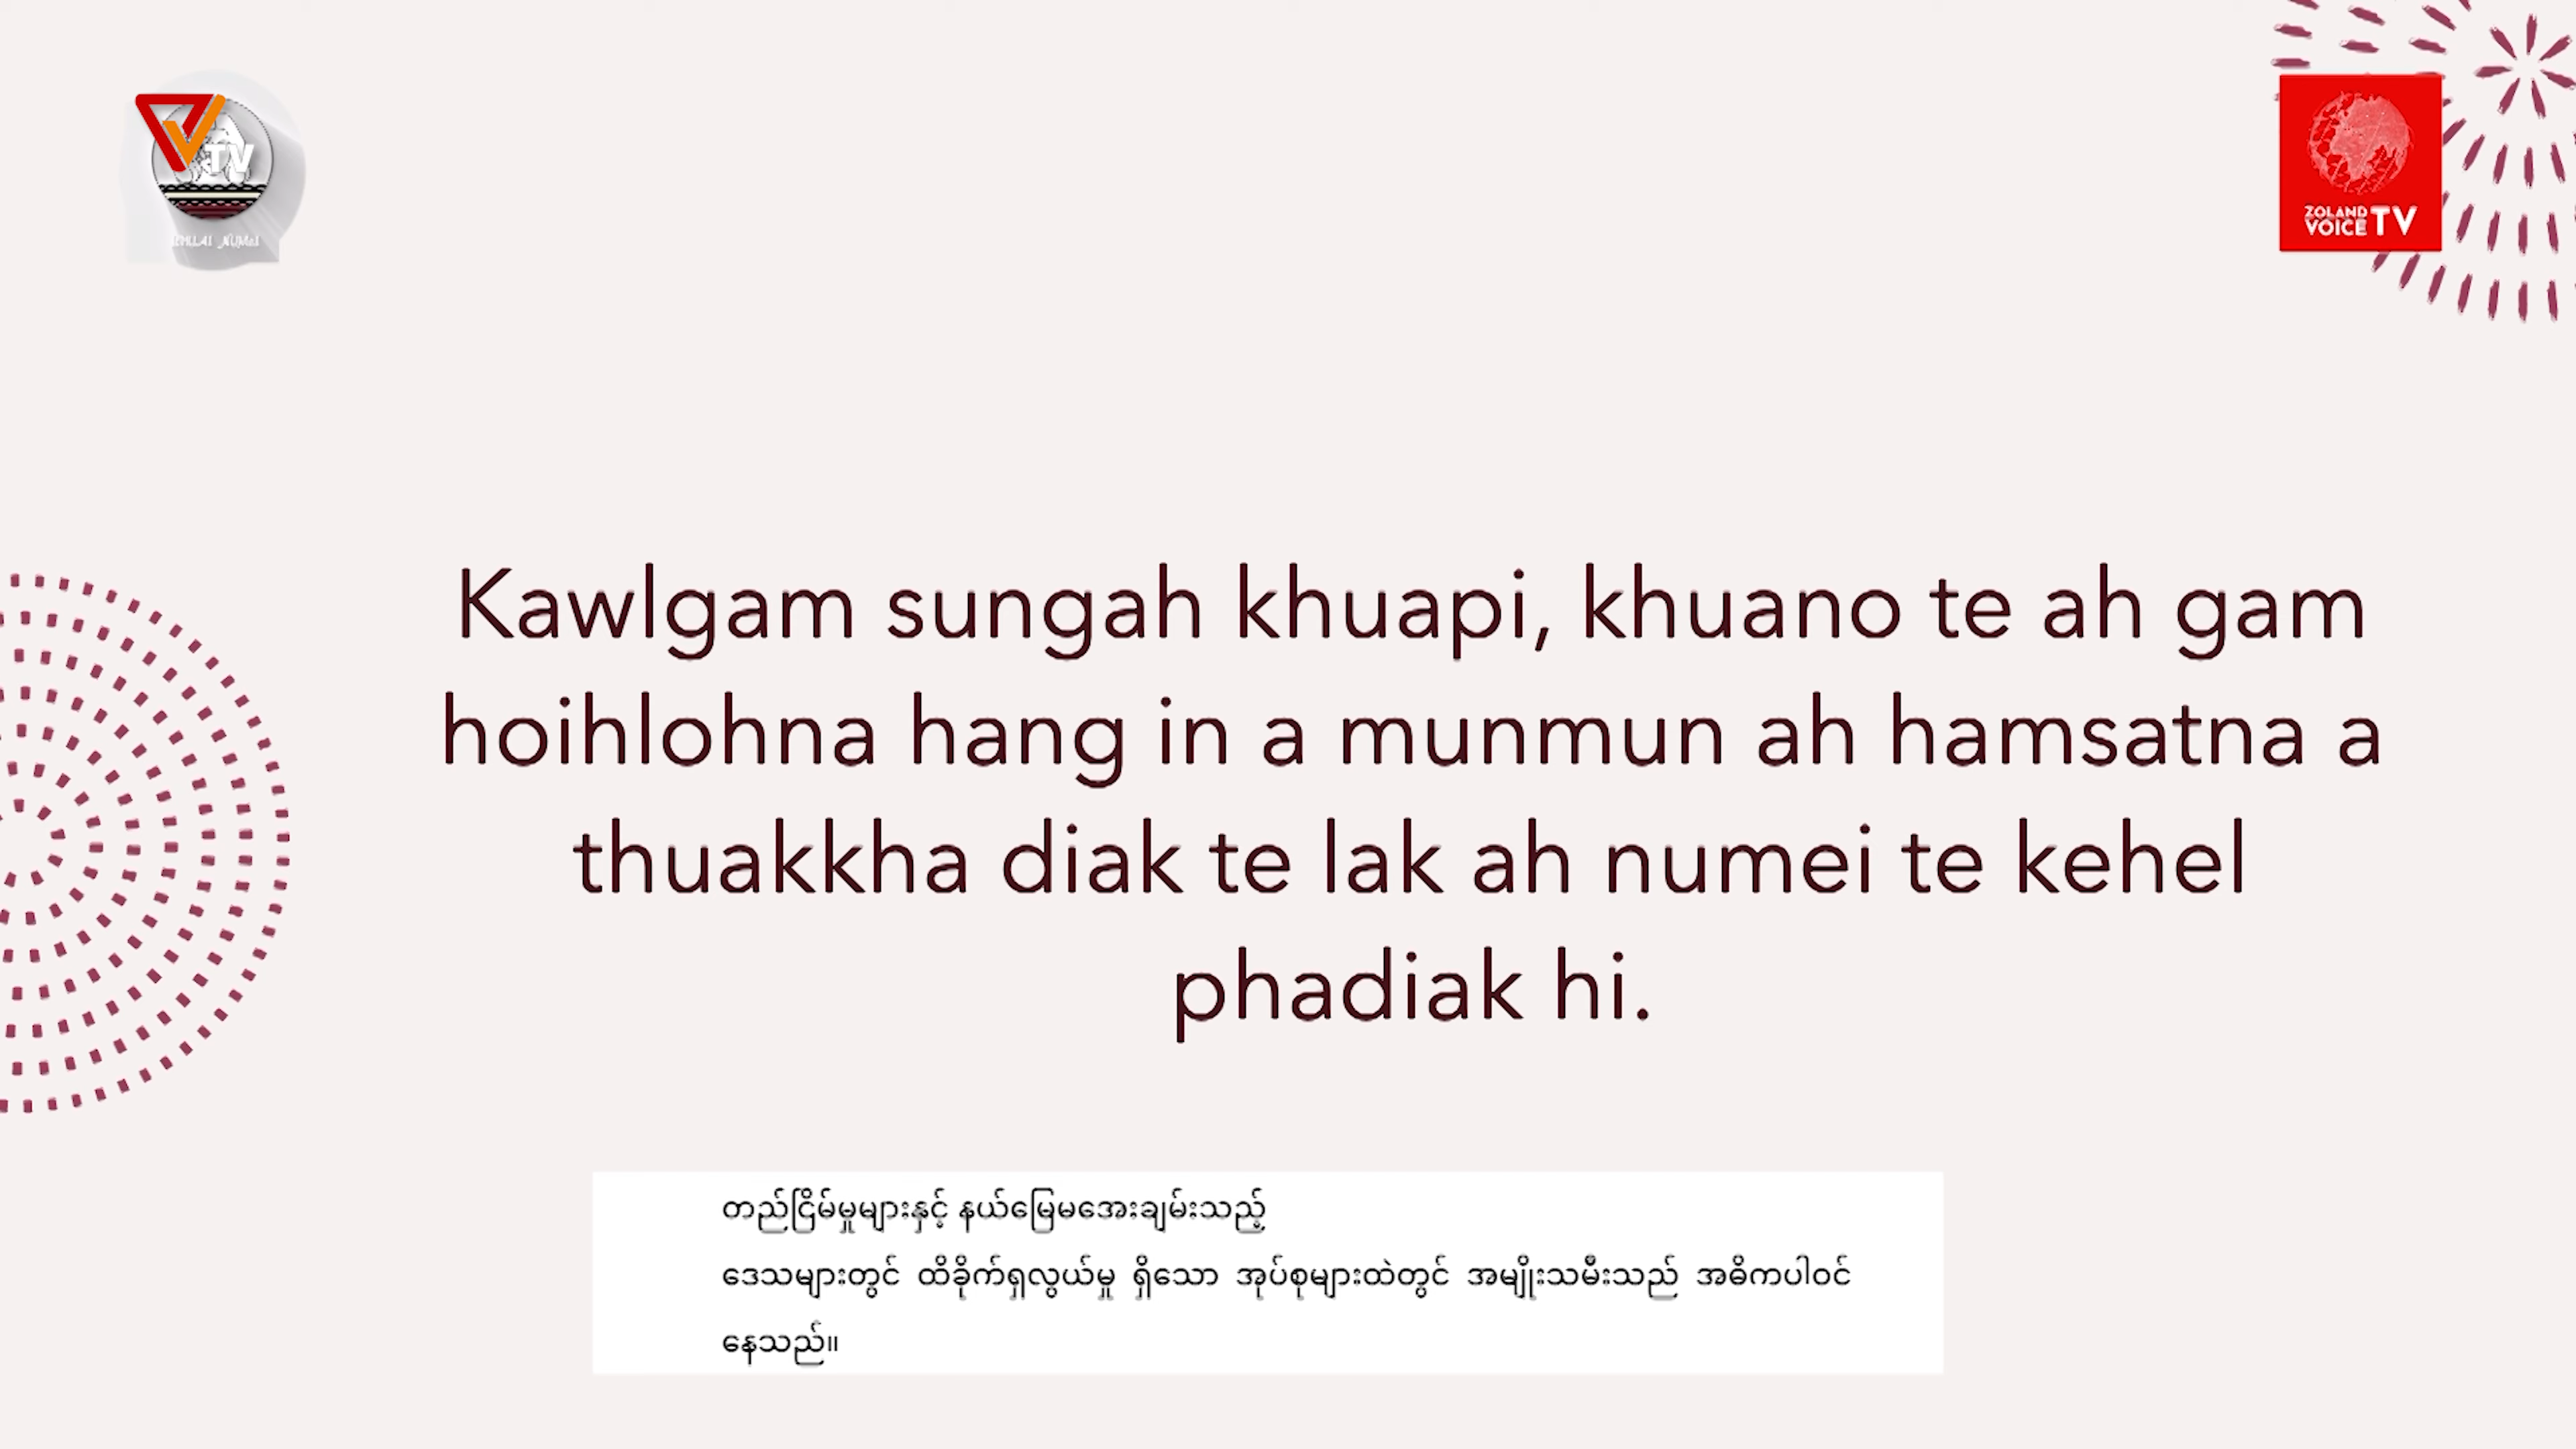 TV
ZOLAND
VOICE TV
Kawlgam sungah khuapi, khuano te ah gam
hoihlohna hang in a munmun ah hamsatna a
thuakkha diak te lak ah numei te kehel
phadiak hi.
တည်ငြိမ်မှုများနှင့် နယ်မြေမအေးချမ်းသည့်
ဒေသများတွင် ထိခိုက်ရှလွယ်မှု ရှိသော အုပ်စုများထဲတွင် အမျိုးသမီးသည် အဓိကပါဝင်
နေသည်။